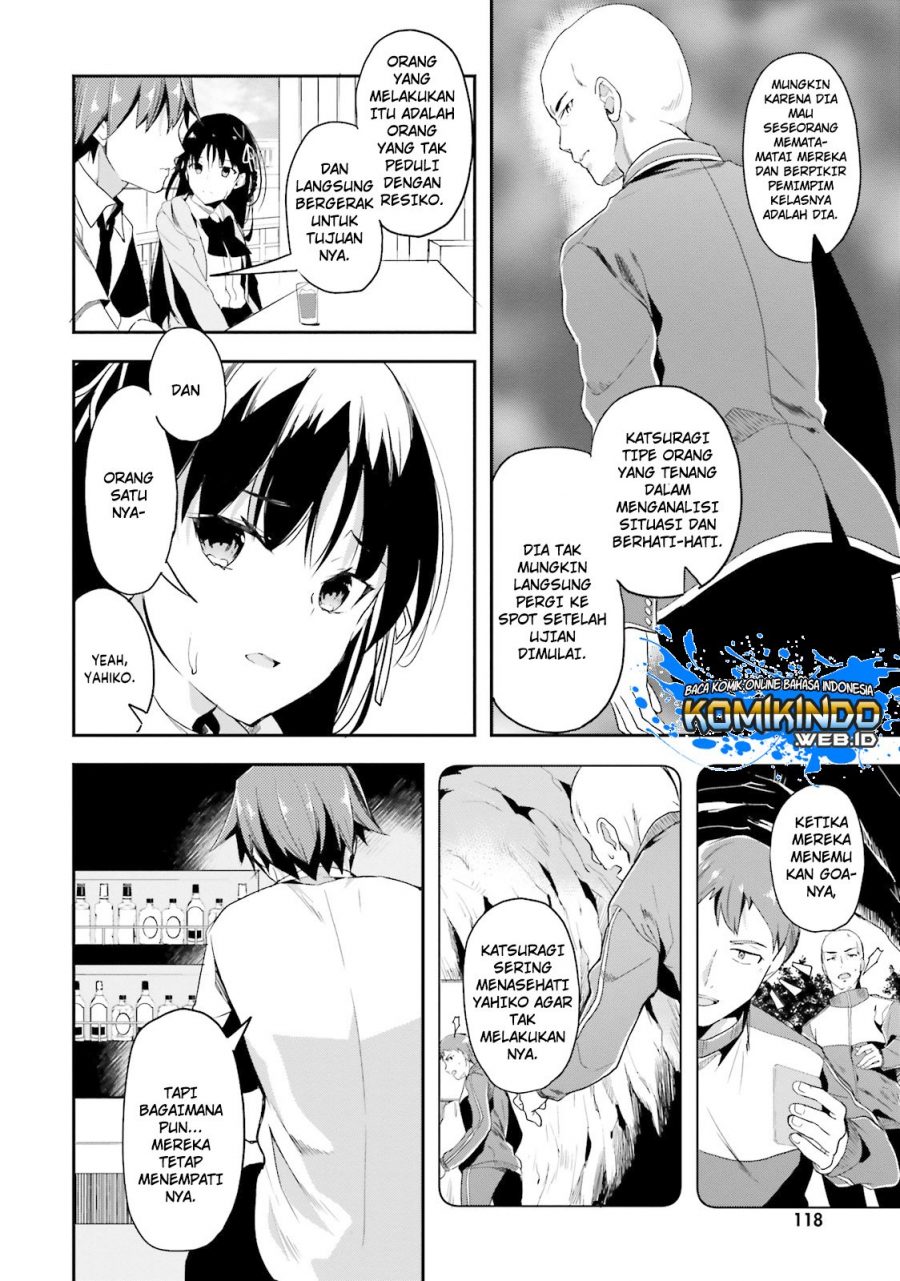 MUNGKIN
KARENA DIA
MAU
SESEORANG
MEMATA-
MATAI MEREKA
DAN BERPIKIR
PEMIMPIM
KELASNYA
ADALAH DIA.
KATSURAGI
TIPE ORANG
YANG TENANG
DALAM
MENGANALISI
SITUASI DAN
BERHATI-HATI.
DIA TAK
MUNGKIN
LANGSUNG
PERGI KE
SPOT SETELAH
UJIAN
DIMULAI.
BACA KOMIK ONLINE BAHASA INDONESIA
KOMIKINDO
WEB.ID
ORANG
YANG
MELAKUKAN
ITU ADALAH
ORANG
YANG TAK
PEDULI
DENGAN
RESIKO.
DAN
LANGSUNG
BERGERAK
UNTUK
TUJUAN
NYA.
DAN
ORANG
SATU
NYA-
YEAH,
YAHIKO.
KETIKA
MEREKA
MENEMU
KAN GOA-
NYA,
KATSURAGI
SERING
MENASEHATI
YAHIKO AGAR
TAK
MELAKUKAN
NYA.
TAPI
BAGAIMANA
PUN...
MEREKA
TETAP
MENEMPATI
NYA.
118